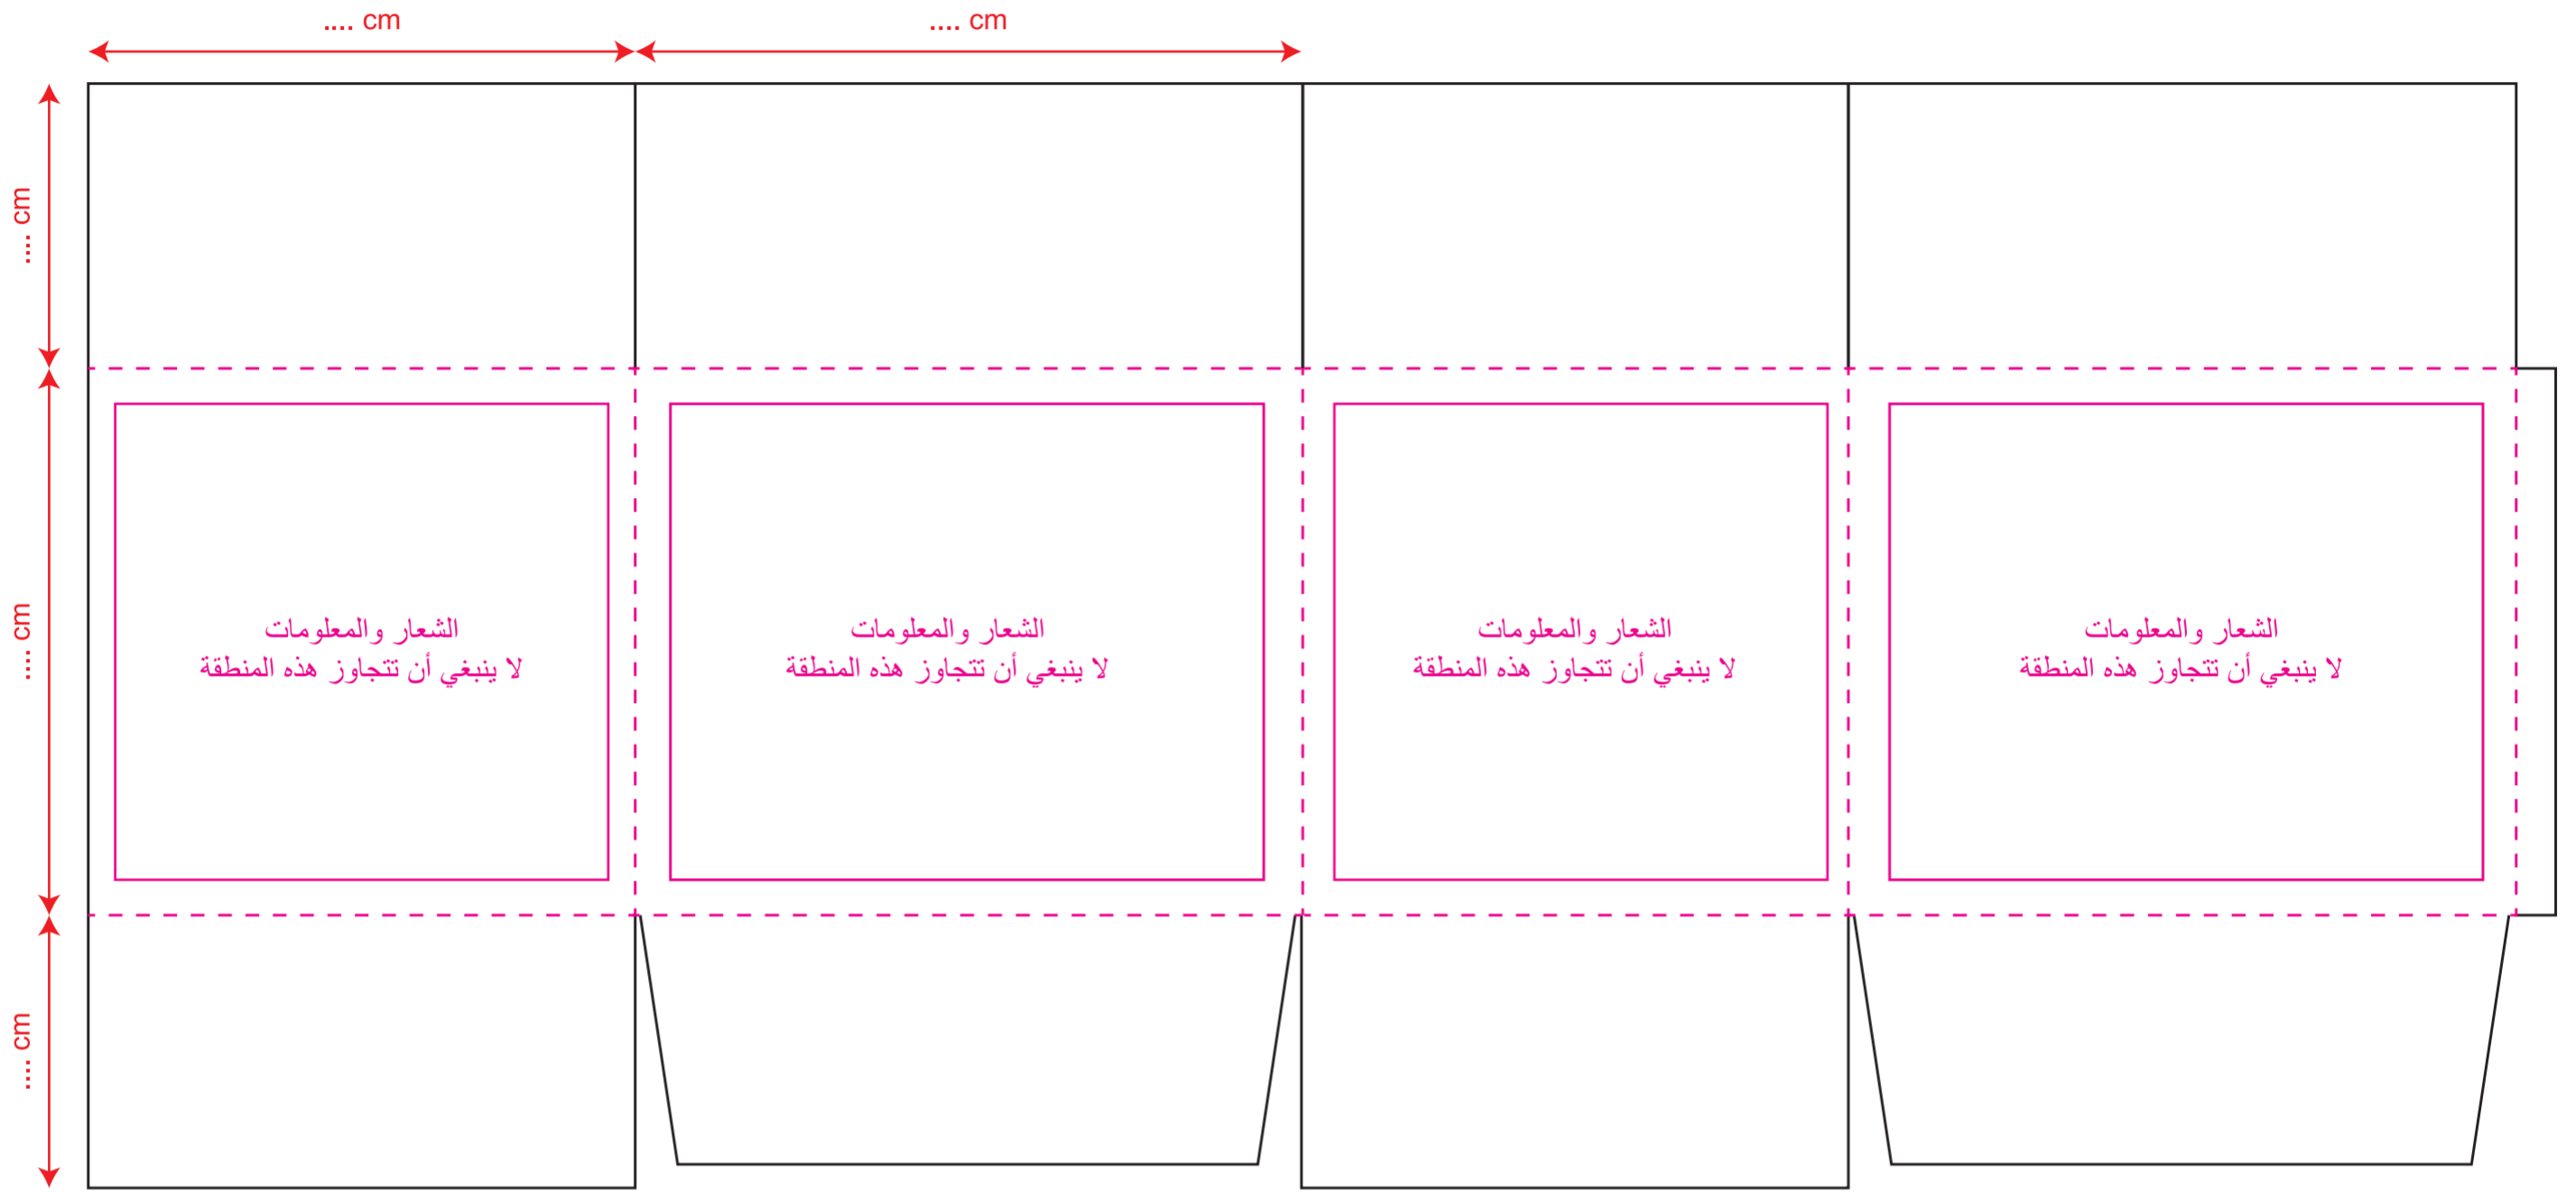 .... cm
.... cm
.... cm
.... cm
.... cm
الشعار والمعلومات
لا ينبغي أن تتجاوز هذه المنطقة
الشعار والمعلومات
لا ينبغي أن تتجاوز هذه المنطقة
الشعار والمعلومات
لا ينبغي أن تتجاوز هذه المنطقة
الشعار والمعلومات
لا ينبغي أن تتجاوز هذه المنطقة